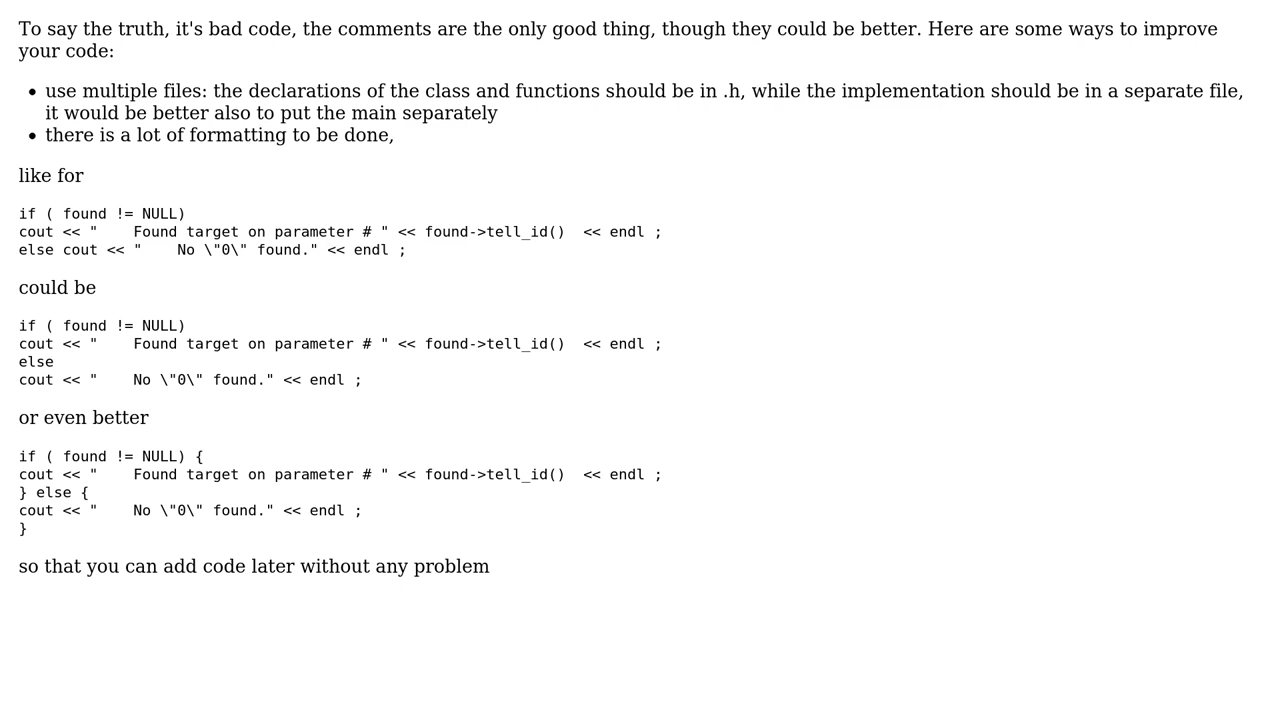 To say the truth, it's bad code, the comments are the only good thing, though they could be better. Here are some ways to improve
your code:
• use multiple files: the declarations of the class and functions should be in .h, while the implementation should be in a separate file,
it would be better also to put the main separately
• there is a lot of formatting to be done,
like for
if ( found != NULL)
cout << "    Found target on parameter # " << found->tell_id()  << endl ;
else cout << "    No \"0\" found." << endl ;
could be
if ( found != NULL)
cout << "    Found target on parameter # " << found->tell_id()  << endl ;
else
cout << "    No \"0\" found." << endl ;
or even better
if ( found != NULL) {
cout << "    Found target on parameter # " << found->tell_id()  << endl ;
} else {
cout << "    No \"0\" found." << endl ;
}
so that you can add code later without any problem